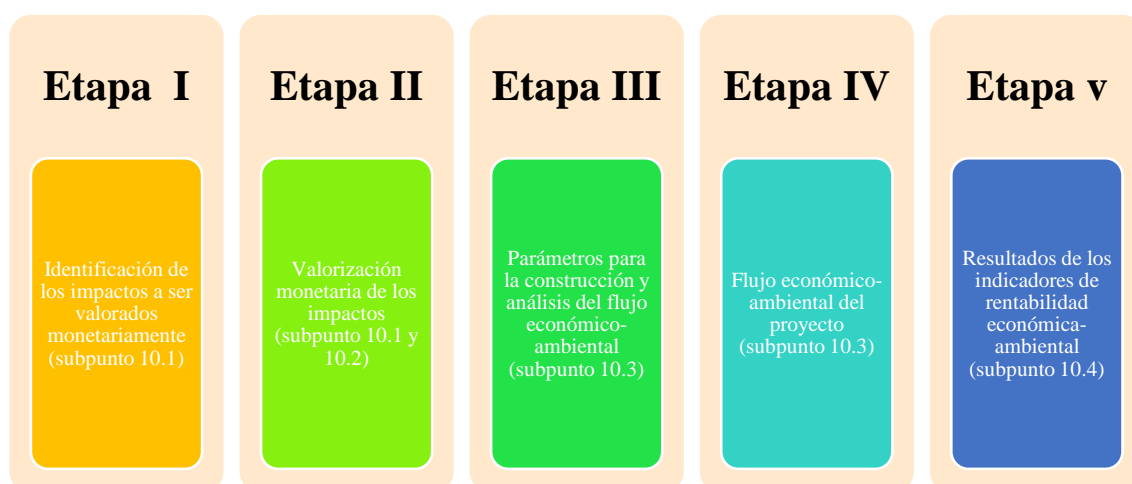 Etapa  I
Identificación de
los impactos a ser
valorados
monetariamente
(subpunto 10.1)
Etapa II
Valorización
monetaria de los
impactos
(subpunto 10.1 y
10.2)
Etapa III
Parámetros para
la construcción y
análisis del flujo
económico-
ambiental
(subpunto 10.3)
Etapa IV
Flujo económico-
ambiental del
proyecto
(subpunto 10.3)
Etapa v
Resultados de los
indicadores de
rentabilidad
económica-
ambiental
(subpunto 10.4)